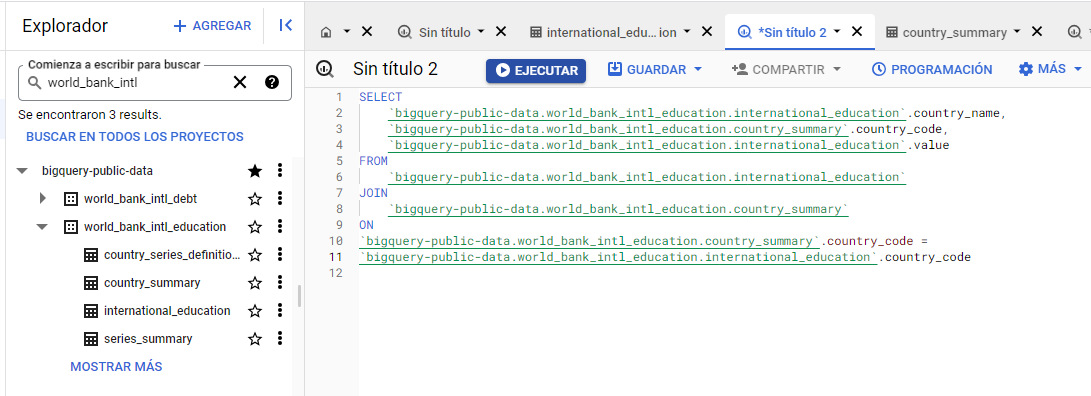 Explorador
+ AGREGAR
Comienza a escribir para buscar
world_bank_intl
Se encontraron 3 results.
BUSCAR EN TODOS LOS PROYECTOS
bigquery-public-data
world_bank_intl_debt
world_bank_intl_education
country_series_definitio...
country_summary
international_education
series_summary
MOSTRAR MÁS
Sin título
international_edu... ion
*Sin título 2
country_summary
*
Sin título 2
EJECUTAR
GUARDAR
COMPARTIR
PROGRAMACIÓN
MÁS
1 SELECT
2 `bigquery-public-data.world_bank_intl_education.international_education`.country_name,
3 `bigquery-public-data.world_bank_intl_education.country_summary`.country_code,
4 `bigquery-public-data.world_bank_intl_education.international_education`.value
5 FROM
6 `bigquery-public-data.world_bank_intl_education.international_education`
7 JOIN
8 `bigquery-public-data.world_bank_intl_education.country_summary`
9 ON
10 `bigquery-public-data.world_bank_intl_education.country_summary`.country_code =
11 `bigquery-public-data.world_bank_intl_education.international_education`.country_code
12